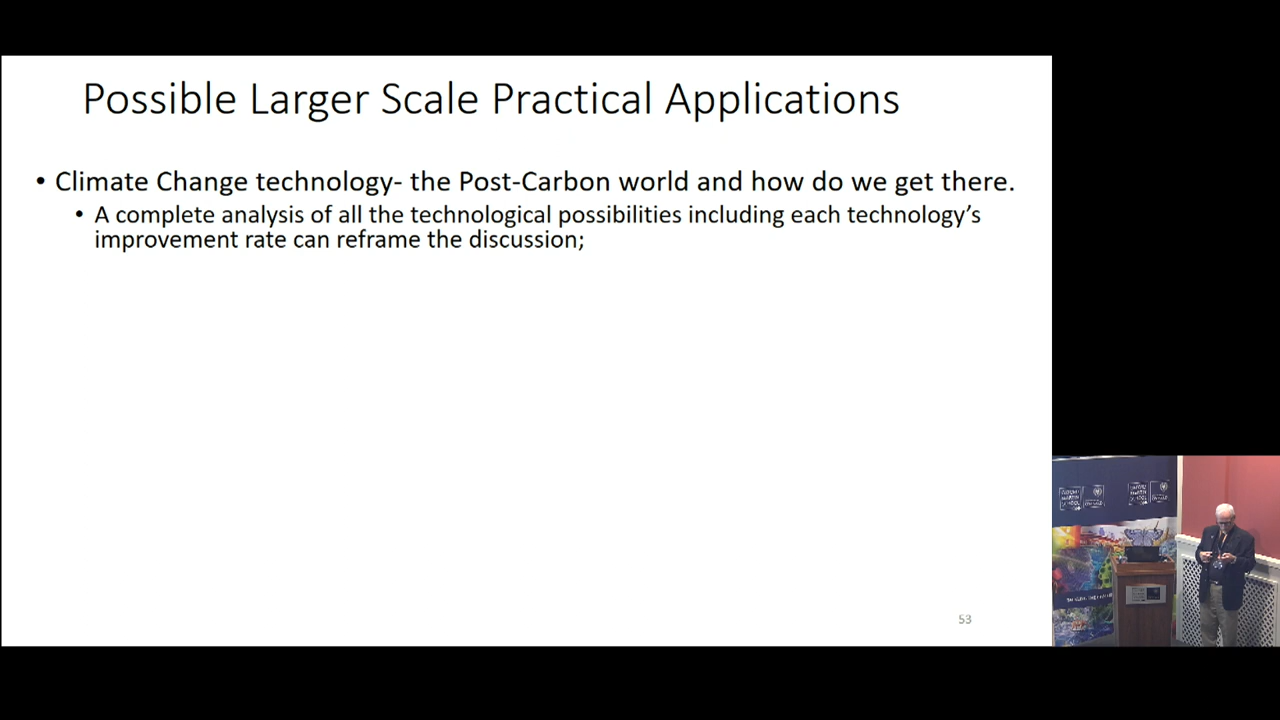 Possible Larger Scale Practical Applications
• Climate Change technology- the Post-Carbon world and how do we get there.
• A complete analysis of all the technological possibilities including each technology’s
improvement rate can reframe the discussion;
53